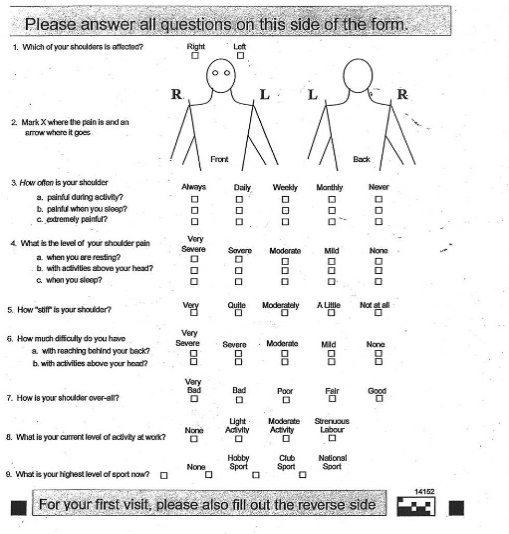 Please answer all questions on this side of the form.
1. Which of your shoulders is affected? Right Left
R L L R
2. Mark X where the pain is and an
arrow where it goes
Front Back
3. How often is your shoulder
Always Daily Weekly Monthly Never
a. painful during activity?
b. painful when you sleep?
c. extremely painful?
4. What is the level of your shoulder pain
Very
Severe Severe Moderate Mild None
a. when you are resting?
b. with activities above your head?
c. when you sleep?
5. How "stiff" is your shoulder? Very Quite Moderately A Little Not at all
6. How much difficulty do you have
Very
Severe Severe Moderate Mild None
a. with reaching behind your back?
b. with activities above your head?
Very
Bad Bad Poor Fair Good
7. How is your shoulder over-all?
None Light Activity Moderate Activity Strenuous Labour
8. What is your current level of activity at work?
None Hobby Sport Club Sport National Sport
9. What is your highest level of sport now?
14152
For your first visit, please also fill out the reverse side